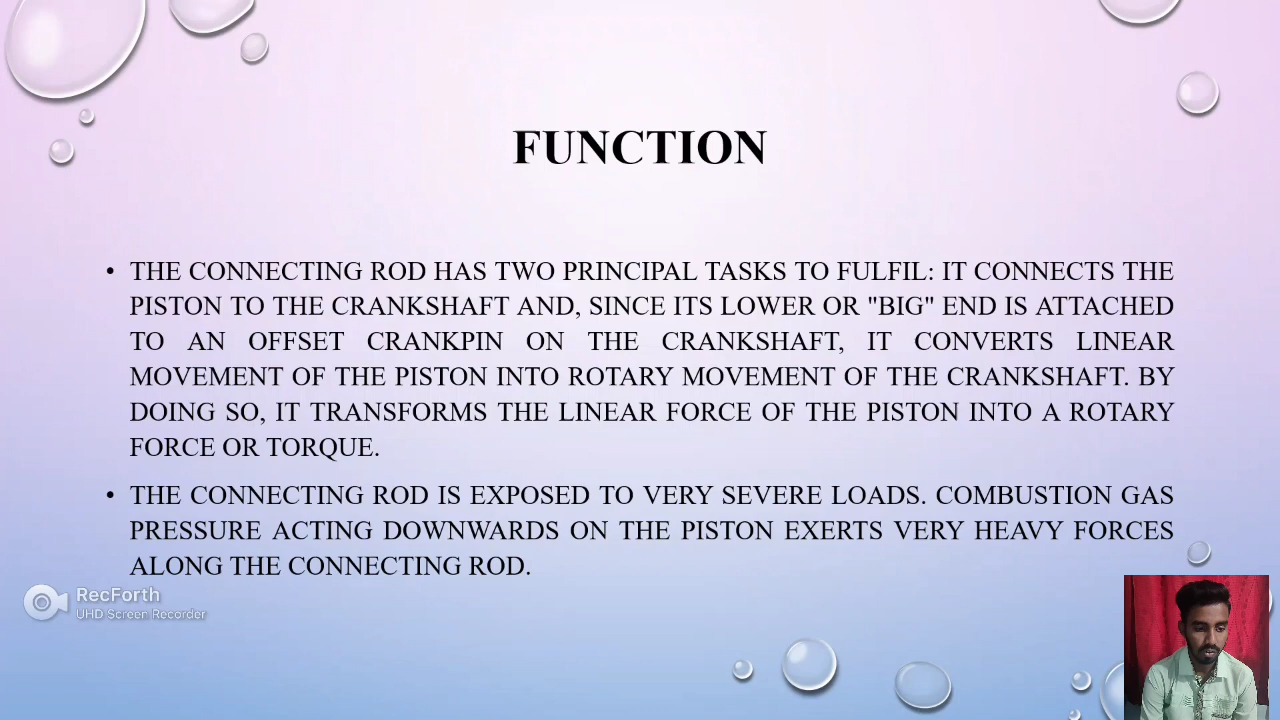 FUNCTION
• THE CONNECTING ROD HAS TWO PRINCIPAL TASKS TO FULFIL: IT CONNECTS THE
PISTON TO THE CRANKSHAFT AND, SINCE ITS LOWER OR "BIG" END IS ATTACHED
TO AN OFFSET CRANKPIN ON THE CRANKSHAFT, IT CONVERTS LINEAR
MOVEMENT OF THE PISTON INTO ROTARY MOVEMENT OF THE CRANKSHAFT. BY
DOING SO, IT TRANSFORMS THE LINEAR FORCE OF THE PISTON INTO A ROTARY
FORCE OR TORQUE.
• THE CONNECTING ROD IS EXPOSED TO VERY SEVERE LOADS. COMBUSTION GAS
PRESSURE ACTING DOWNWARDS ON THE PISTON EXERTS VERY HEAVY FORCES
ALONG THE CONNECTING ROD.
RecForth
UHD Screen Recorder